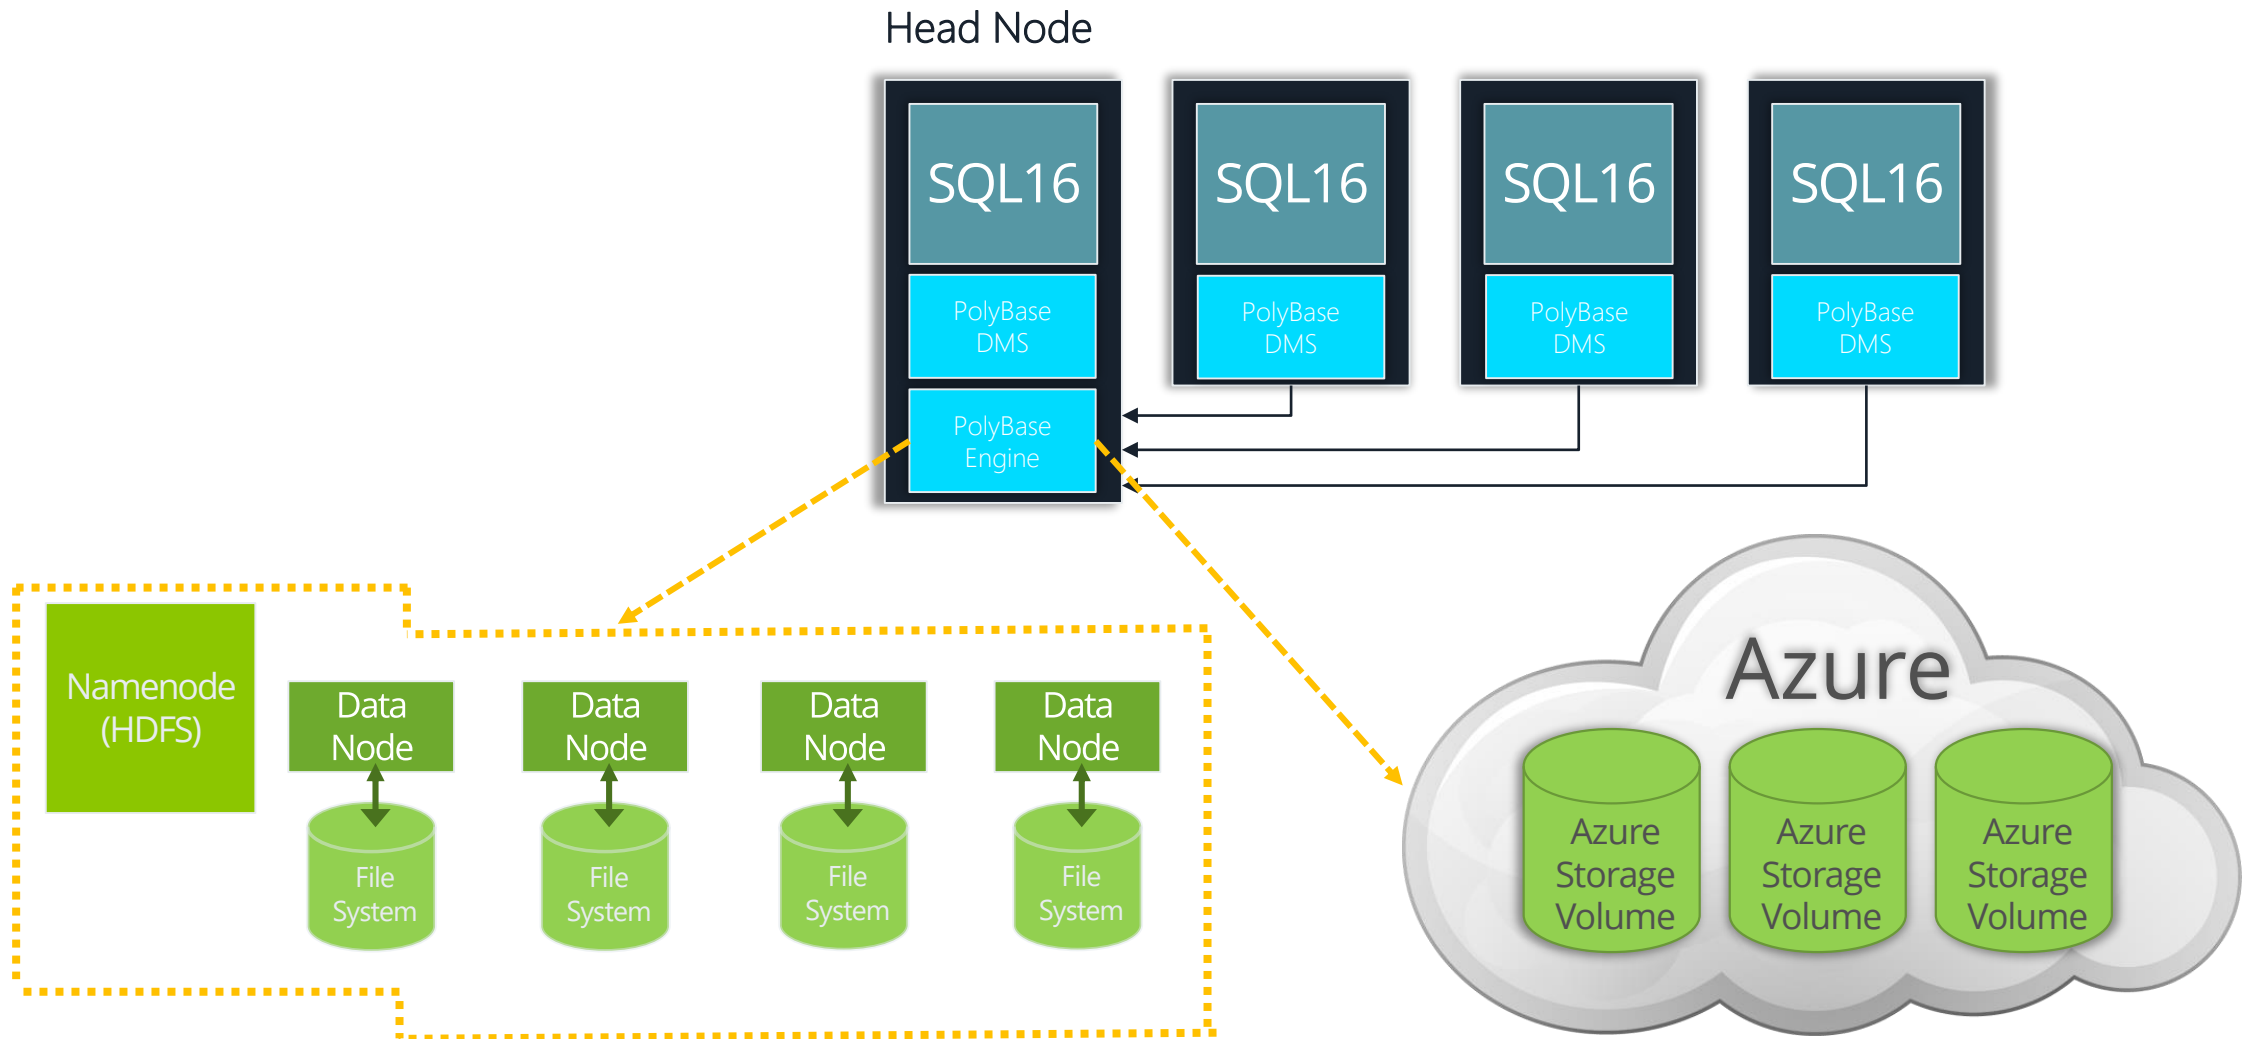 Head Node
SQL16
SQL16
SQL16
SQL16
PolyBase
DMS
PolyBase
DMS
PolyBase
DMS
PolyBase
DMS
PolyBase
Engine
Namenode
(HDFS)
Data
Node
Data
Node
Data
Node
Data
Node
File
System
File
System
File
System
File
System
Azure
Azure
Storage
Volume
Azure
Storage
Volume
Azure
Storage
Volume